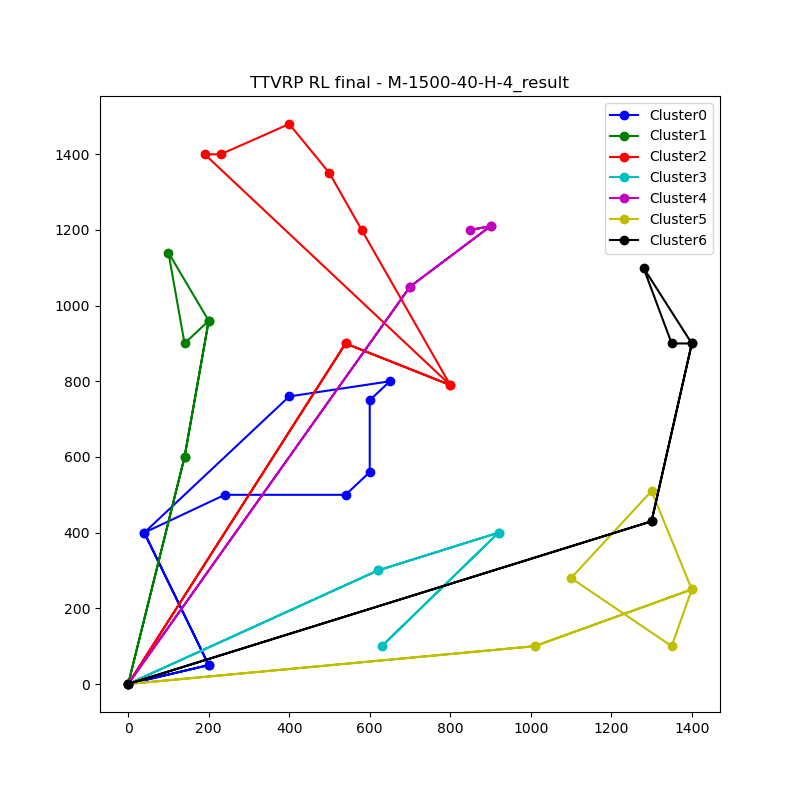 TTVRP RL final - M-1500-40-H-4_result
Cluster0
Cluster1
Cluster2
Cluster3
Cluster4
Cluster5
Cluster6
1400
1200
1000
800
600
400
200
0
0 200 400 600 800 1000 1200 1400